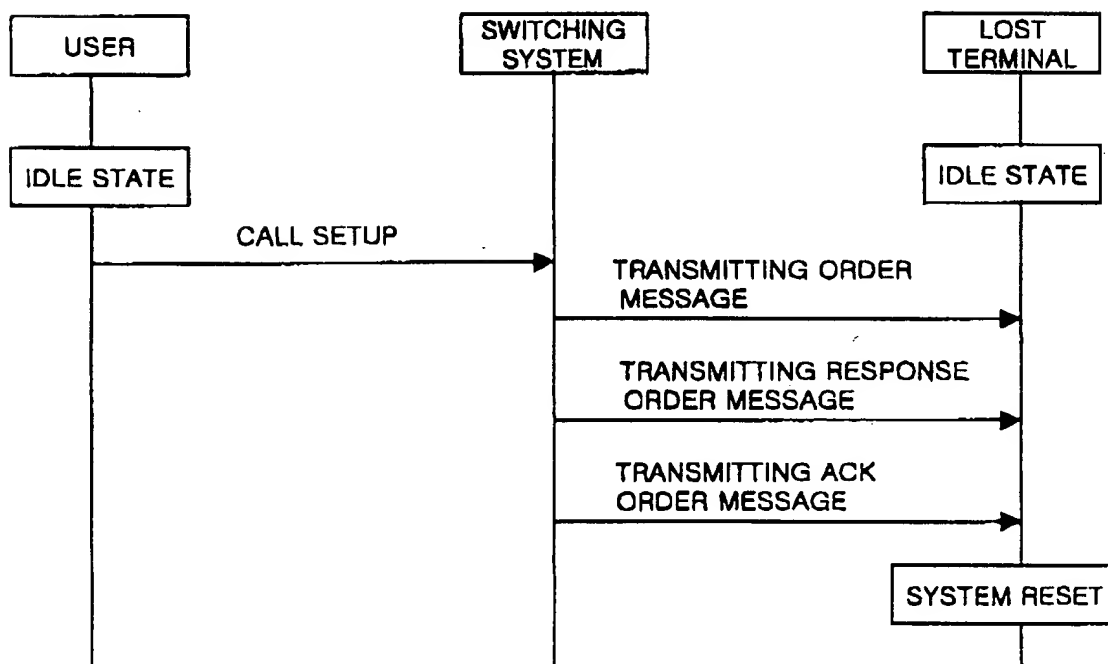 USER
SWITCHING
SYSTEM
LOST
TERMINAL
IDLE STATE
IDLE STATE
CALL SETUP
TRANSMITTING ORDER
MESSAGE
TRANSMITTING RESPONSE
ORDER MESSAGE
TRANSMITTING ACK
ORDER MESSAGE
SYSTEM RESET